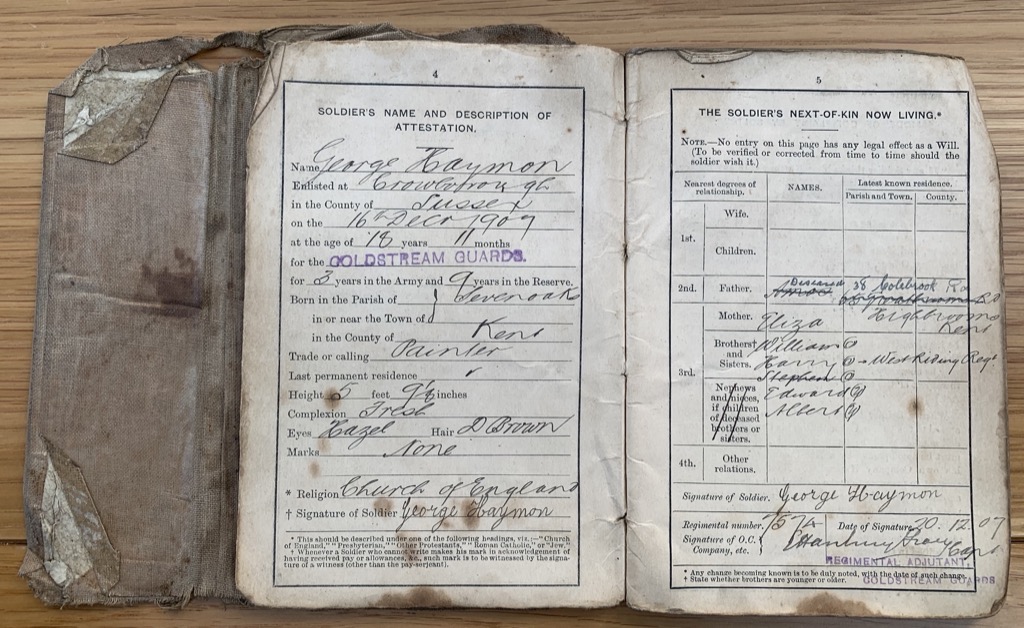 4
SOLDIER'S NAME AND DESCRIPTION OF
ATTESTATION.
Name George Haymon
Enlisted at Crowborough
in the County of Sussex
on the 16th Decr 1907
at the age of 18 years 11 months
for the COLDSTREAM GUARDS.
for 3 years in the Army and 9 years in the Reserve.
Born in the Parish of Sevenoaks
in or near the Town of
in the County of Kent
Trade or calling Painter
Last permanent residence
Height 5 feet 9½ inches
Complexion Fresh
Eyes Hazel Hair D Brown
Marks None
* Religion Church of England
† Signature of Soldier George Haymon
* This should be described under one of the following headings, viz.:—"Church
of England," "Presbyterian," "Other Protestants," "Roman Catholic," or "Jew."
† Whenever a Soldier who cannot write makes his mark in acknowledgement of
having received pay or allowances, &c., such mark is to be witnessed by the signa-
ture of a witness (other than the pay-serjeant).
5
THE SOLDIER'S NEXT-OF-KIN NOW LIVING.*
NOTE.—No entry on this page has any legal effect as a Will.
(To be verified or corrected from time to time should the
soldier wish it.)
Nearest degrees of
relationship.
NAMES.
Latest known residence.
Parish and Town,
County.
1st.
Wife.
Children.
2nd.
Father.
Deceased
38 Colebrook Rd
3rd.
Mother.
Eliza
Highbrooms
Kent
Brothers†
and
Sisters.
William
Harry
West Riding Regt
Stephen
Nephews
and nieces,
if children
of deceased
brothers or
sisters.
Edward
Albert
4th.
Other
relations.
Signature of Soldier. George Haymon
Regimental number. Date of Signature 20.12.07
Signature of O.C.
Company, etc.
Capt
REGIMENTAL ADJUTANT,
COLDSTREAM GUARDS
* Any change becoming known is to be duly noted, with the date of such change.
† State whether brothers are younger or older.